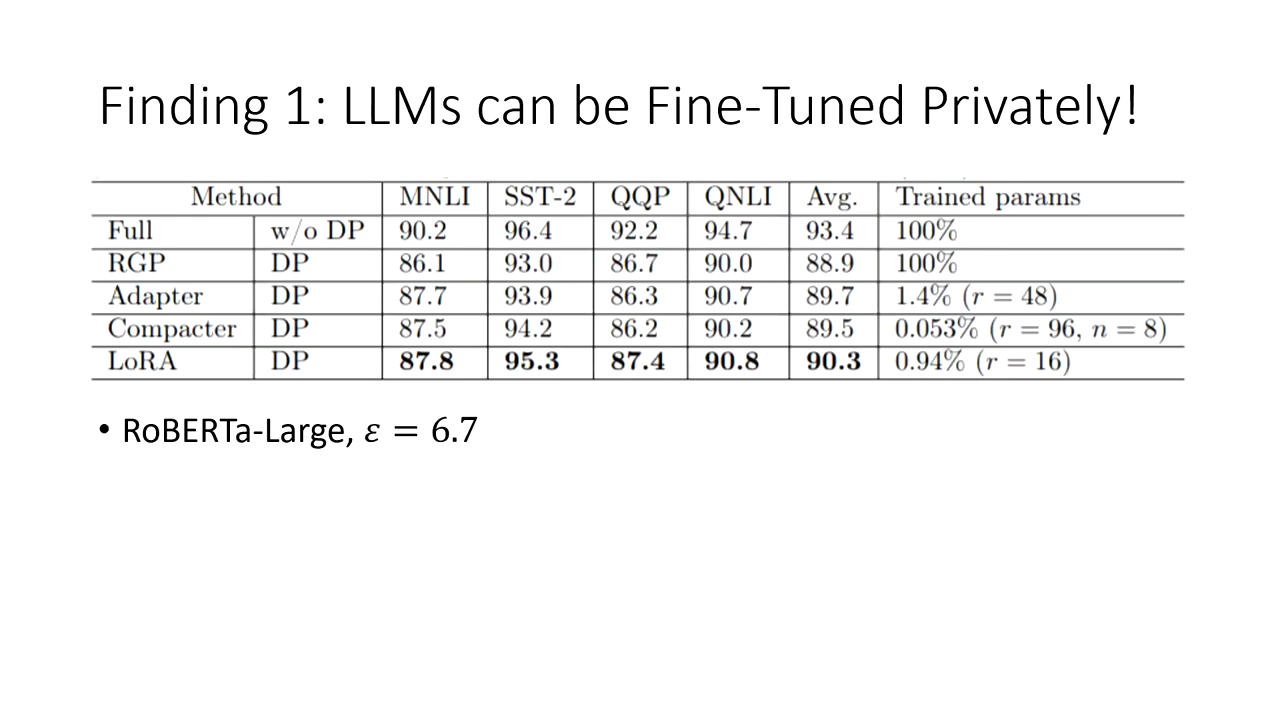 Finding 1: LLMs can be Fine-Tuned Privately!
Method MNLI SST-2 QQP QNLI Avg. Trained params
Full w/o DP 90.2 96.4 92.2 94.7 93.4 100%
RGP DP 86.1 93.0 86.7 90.0 88.9 100%
Adapter DP 87.7 93.9 86.3 90.7 89.7 1.4% (r = 48)
Compacter DP 87.5 94.2 86.2 90.2 89.5 0.053% (r = 96, n = 8)
LoRA DP 87.8 95.3 87.4 90.8 90.3 0.94% (r = 16)
• RoBERTa-Large, ε = 6.7